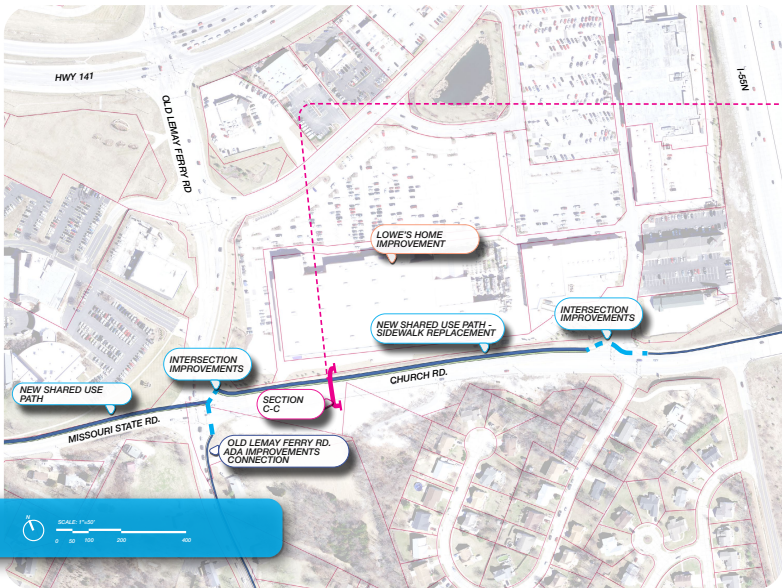 HWY 141
OLD LEMAY FERRY RD
I-55N
LOWE'S HOME
IMPROVEMENT
NEW SHARED USE PATH -
SIDEWALK REPLACEMENT
INTERSECTION
IMPROVEMENTS
INTERSECTION
IMPROVEMENTS
NEW SHARED USE
PATH
SECTION
C-C
CHURCH RD.
MISSOURI STATE RD.
OLD LEMAY FERRY RD.
ADA IMPROVEMENTS
CONNECTION
N
SCALE: 1"=50'
0 50 100 200 400